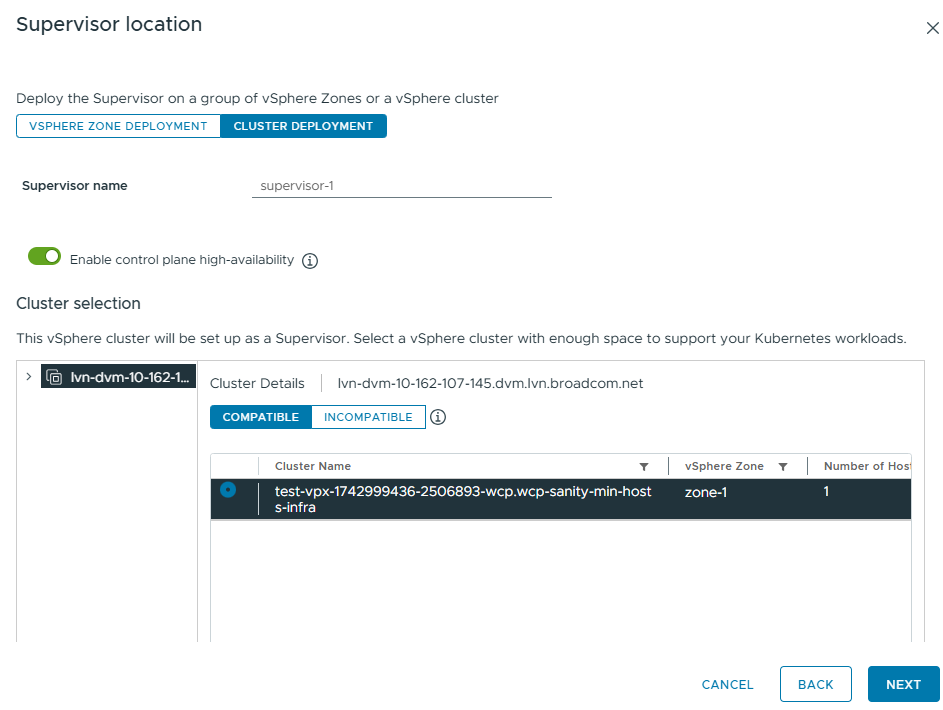 Supervisor location
Deploy the Supervisor on a group of vSphere Zones or a vSphere cluster
VSPHERE ZONE DEPLOYMENT CLUSTER DEPLOYMENT
Supervisor name supervisor-1
Enable control plane high-availability
Cluster selection
This vSphere cluster will be set up as a Supervisor. Select a vSphere cluster with enough space to support your Kubernetes workloads.
lvn-dvm-10-162-1...
Cluster Details lvn-dvm-10-162-107-145.dvm.lvn.broadcom.net
COMPATIBLE INCOMPATIBLE
Cluster Name vSphere Zone Number of Hos
test-vpx-1742999436-2506893-wcp.wcp-sanity-min-host zone-1 1
s-infra
CANCEL BACK NEXT